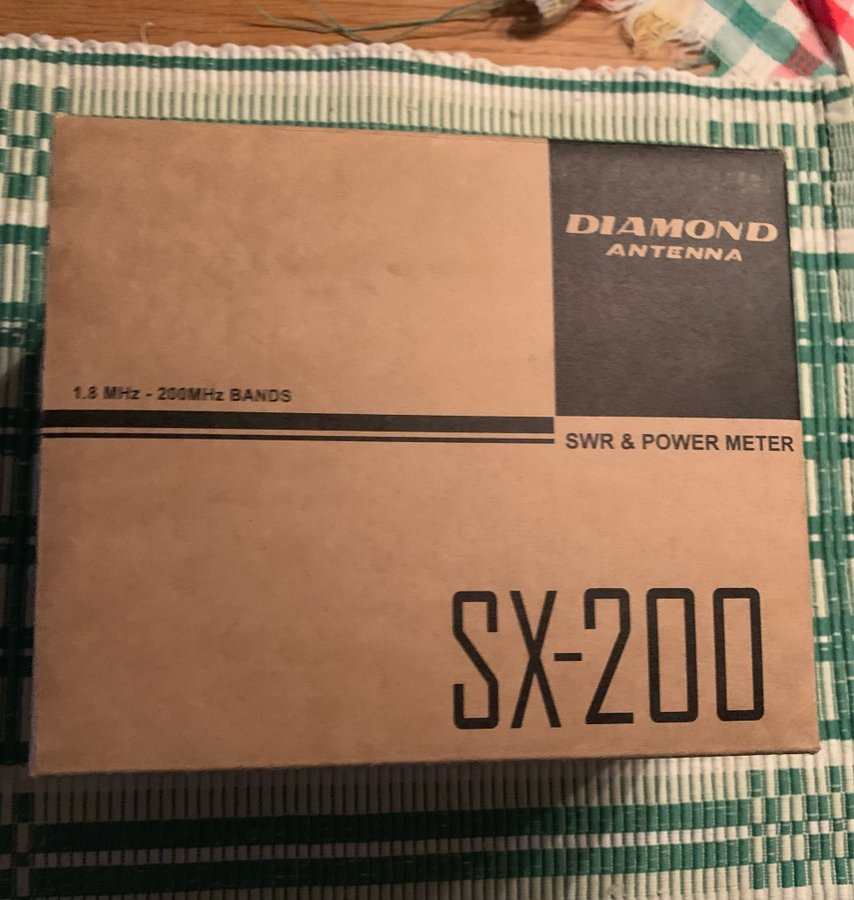 DIAMOND
ANTENNA
1.8 MHz - 200MHz BANDS
SWR & POWER METER
SX-200